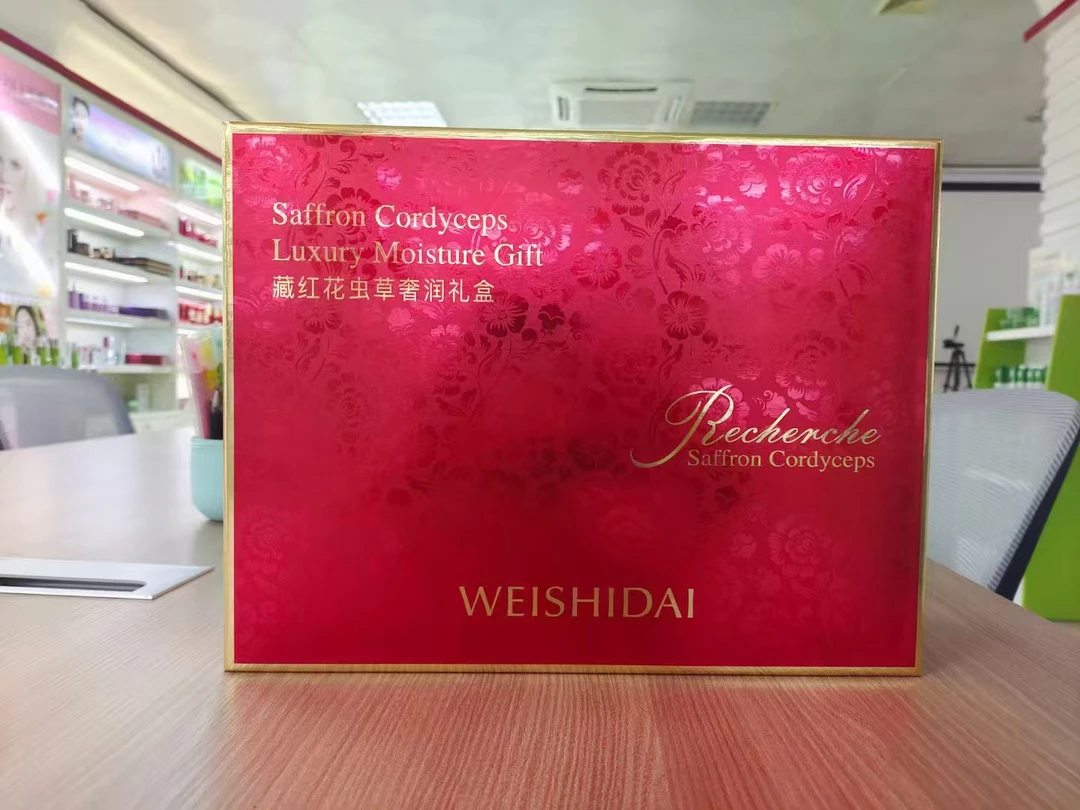 Saffron Cordyceps
Luxury Moisture Gift
藏红花虫草奢润礼盒
Recherche
Saffron Cordyceps
WEISHIDAI